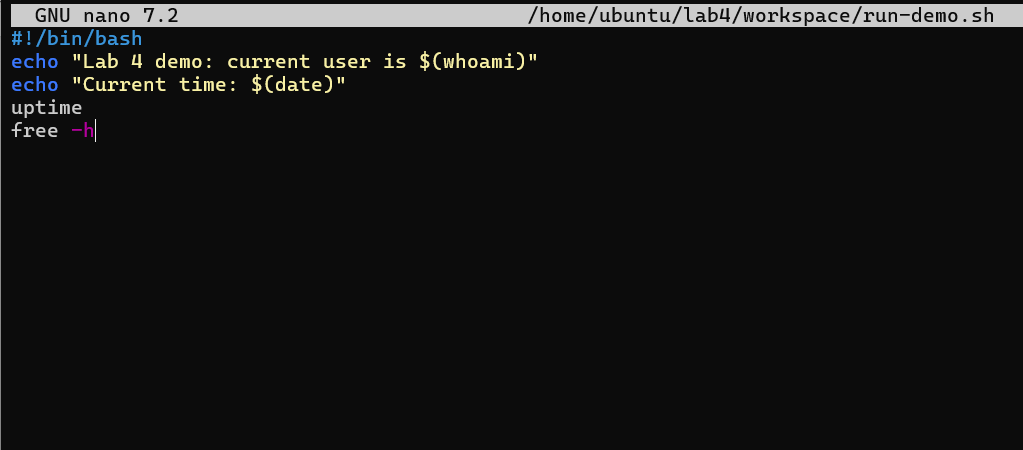 GNU nano 7.2 /home/ubuntu/lab4/workspace/run-demo.sh
#!/bin/bash
echo "Lab 4 demo: current user is $(whoami)"
echo "Current time: $(date)"
uptime
free -h